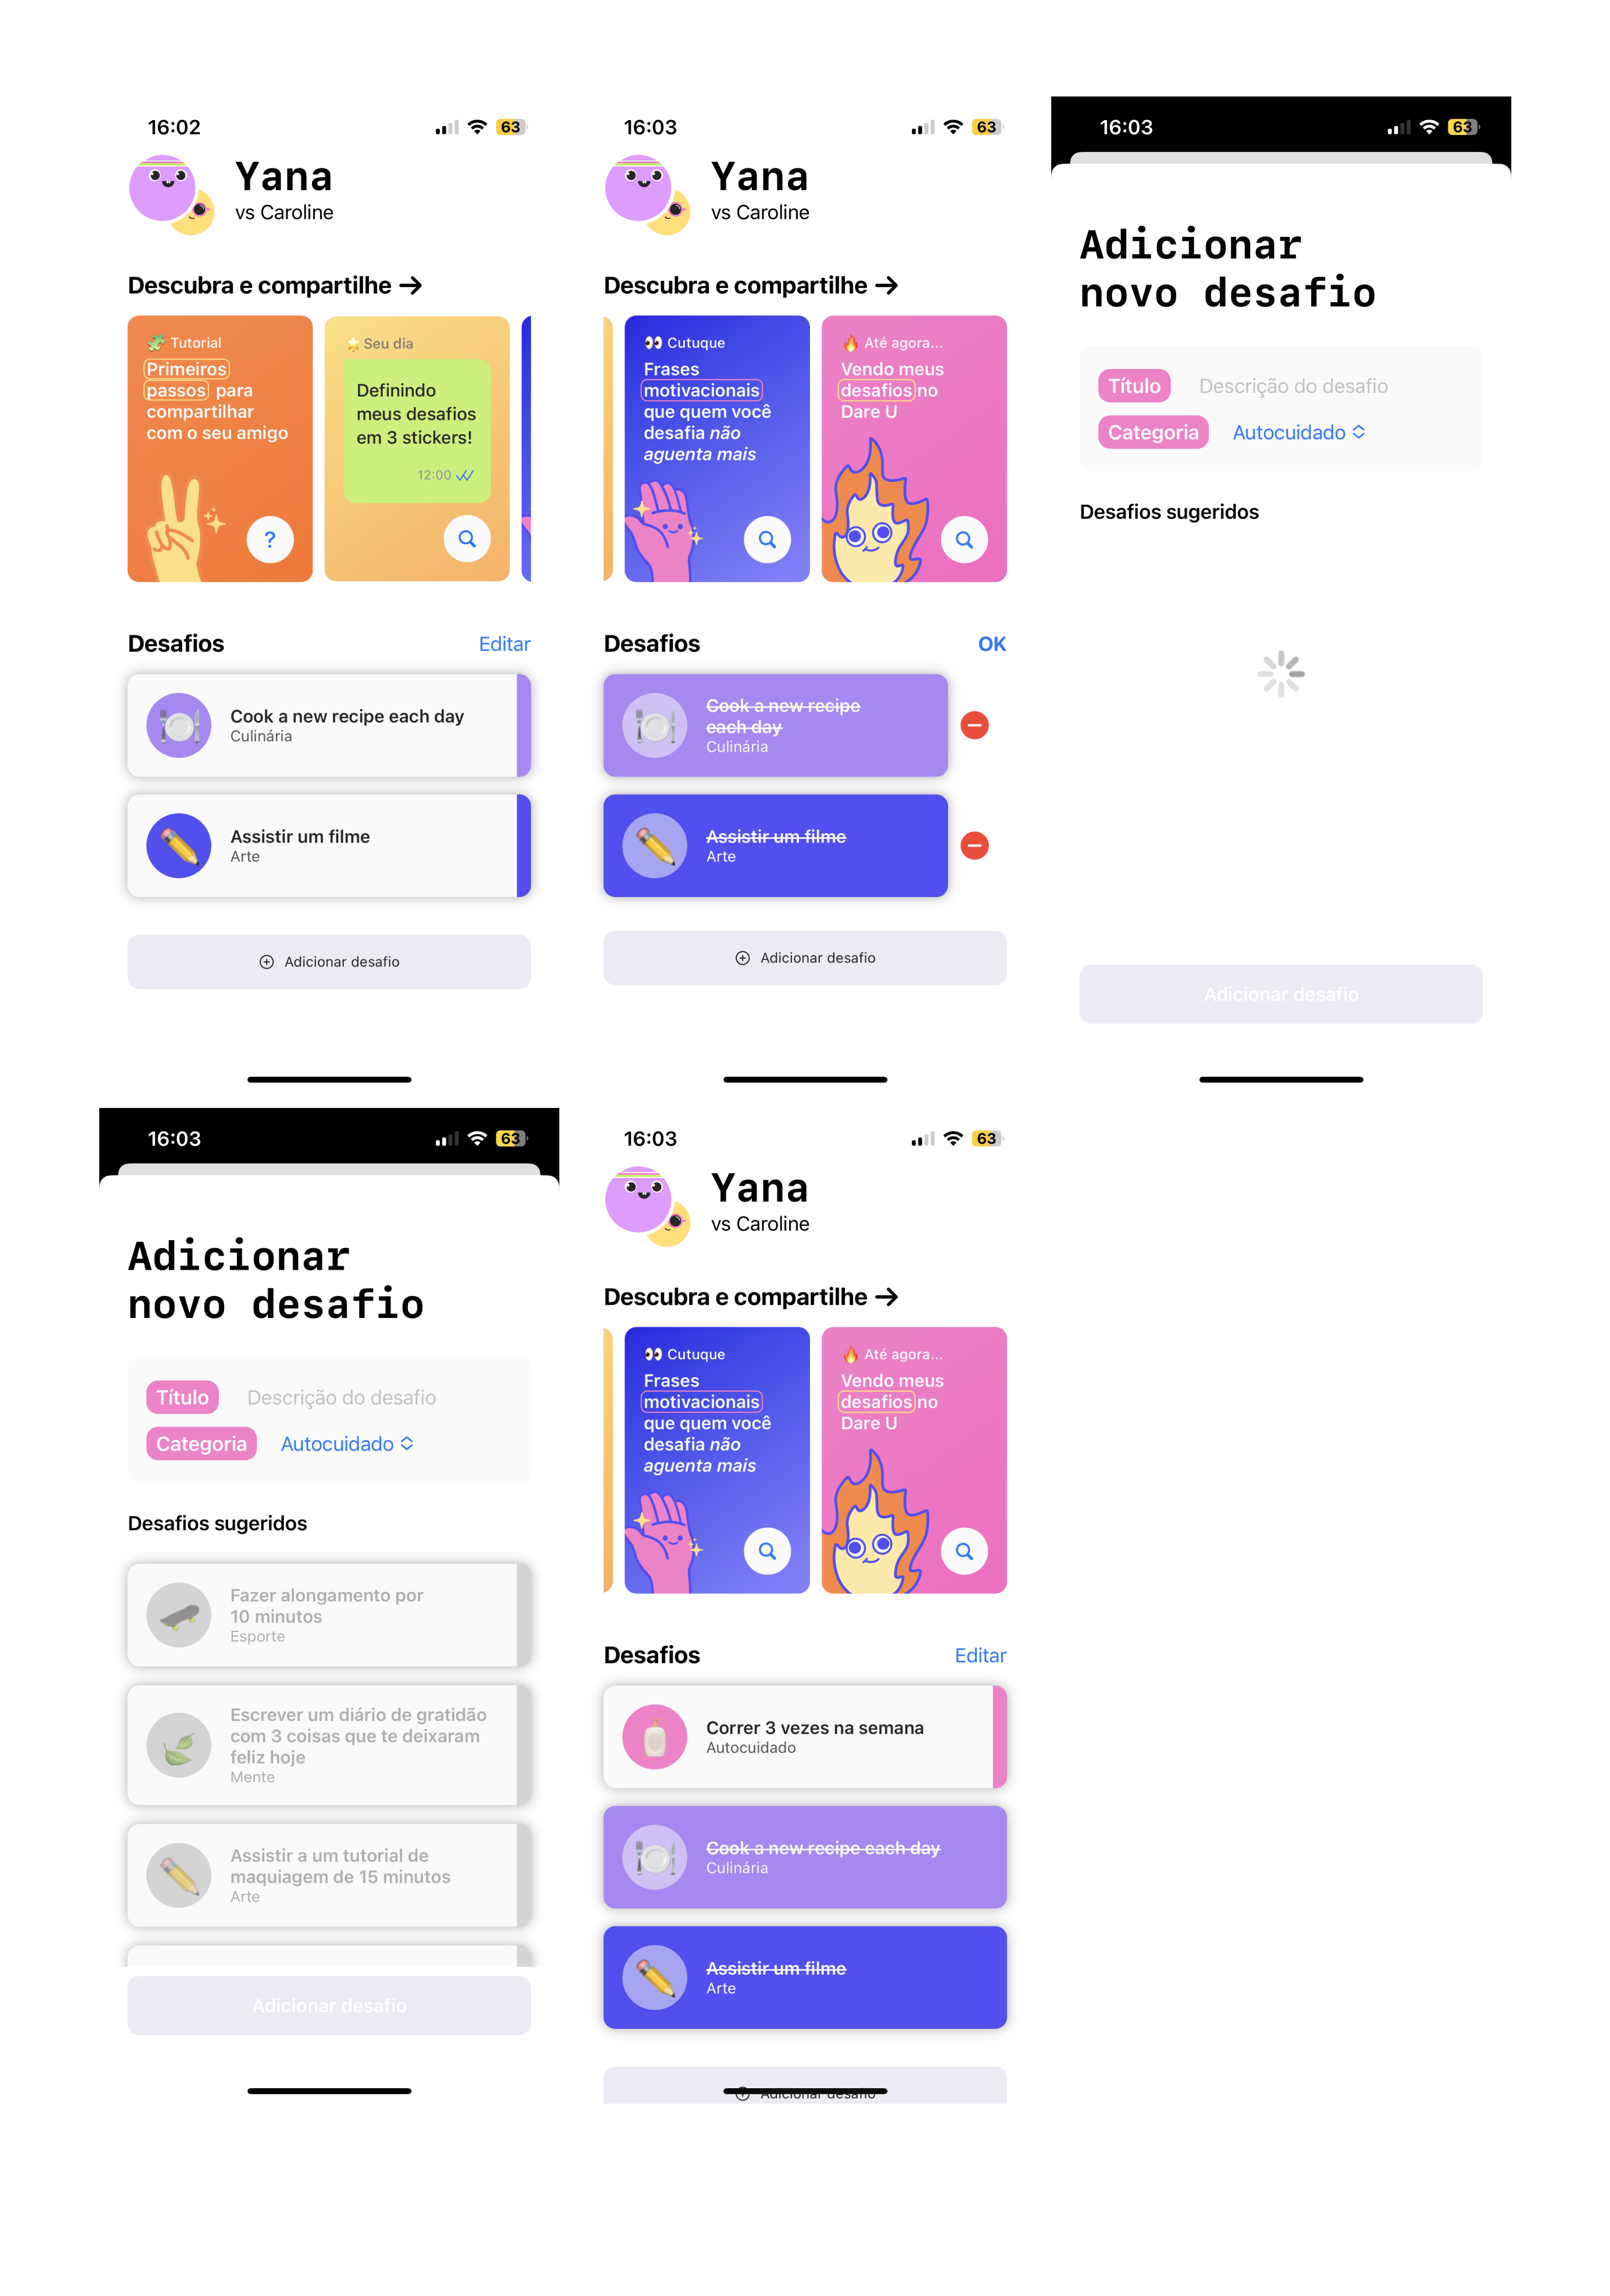 16:02
63
Yana
vs Caroline
Descubra e compartilhe →
Tutorial
Primeiros
passos para
compartilhar
com o seu amigo
?
Seu dia
Definindo
meus desafios
em 3 stickers!
12:00
Desafios
Editar
Cook a new recipe each day
Culinária
Assistir um filme
Arte
Adicionar desafio
16:03
63
Yana
vs Caroline
Descubra e compartilhe →
Cutuque
Frases
motivacionais
que quem você
desafia não
aguenta mais
Até agora...
Vendo meus
desafios no
Dare U
Desafios
OK
Cook a new recipe
each day
Culinária
Assistir um filme
Arte
Adicionar desafio
16:03
63
Adicionar
novo desafio
Título Descrição do desafio
Categoria Autocuidado
Desafios sugeridos
Adicionar desafio
16:03
63
Adicionar
novo desafio
Título Descrição do desafio
Categoria Autocuidado
Desafios sugeridos
Fazer alongamento por
10 minutos
Esporte
Escrever um diário de gratidão
com 3 coisas que te deixaram
feliz hoje
Mente
Assistir a um tutorial de
maquiagem de 15 minutos
Arte
Adicionar desafio
16:03
63
Yana
vs Caroline
Descubra e compartilhe →
Cutuque
Frases
motivacionais
que quem você
desafia não
aguenta mais
Até agora...
Vendo meus
desafios no
Dare U
Desafios
Editar
Correr 3 vezes na semana
Autocuidado
Cook a new recipe each day
Culinária
Assistir um filme
Arte
Adicionar desafio